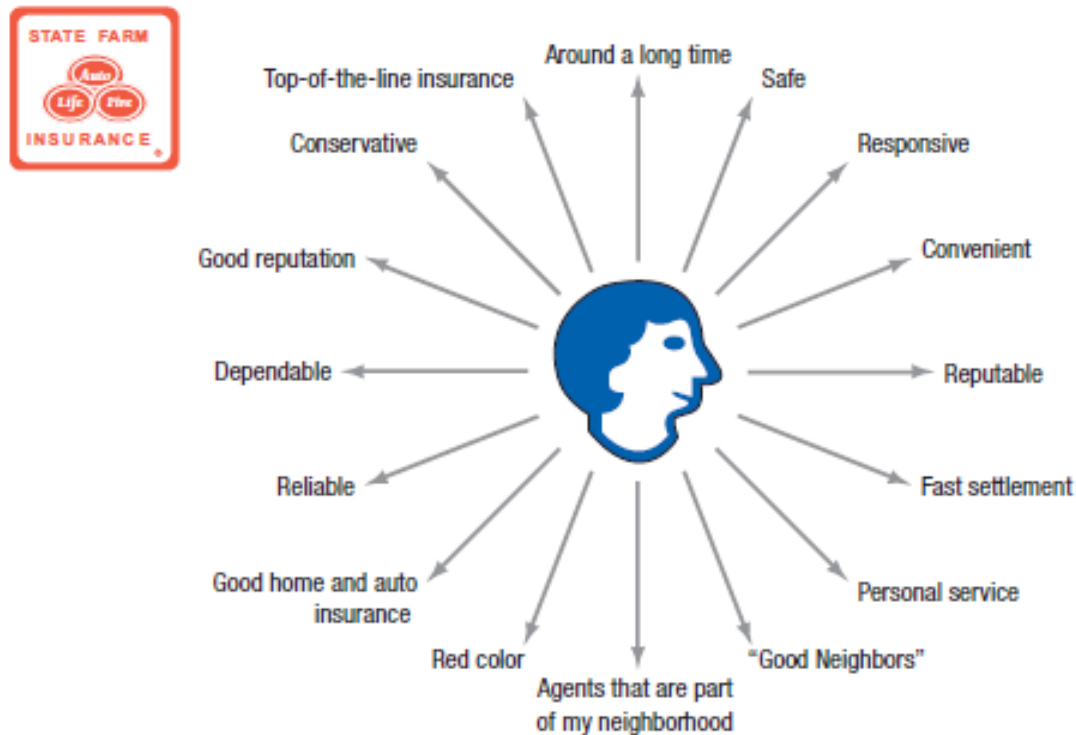 STATE FARM
Auto
Life Fire
INSURANCE
®
Around a long time
Top-of-the-line insurance
Safe
Conservative
Responsive
Good reputation
Convenient
Dependable
Reputable
Reliable
Fast settlement
Good home and auto
insurance
Personal service
Red color
"Good Neighbors"
Agents that are part
of my neighborhood